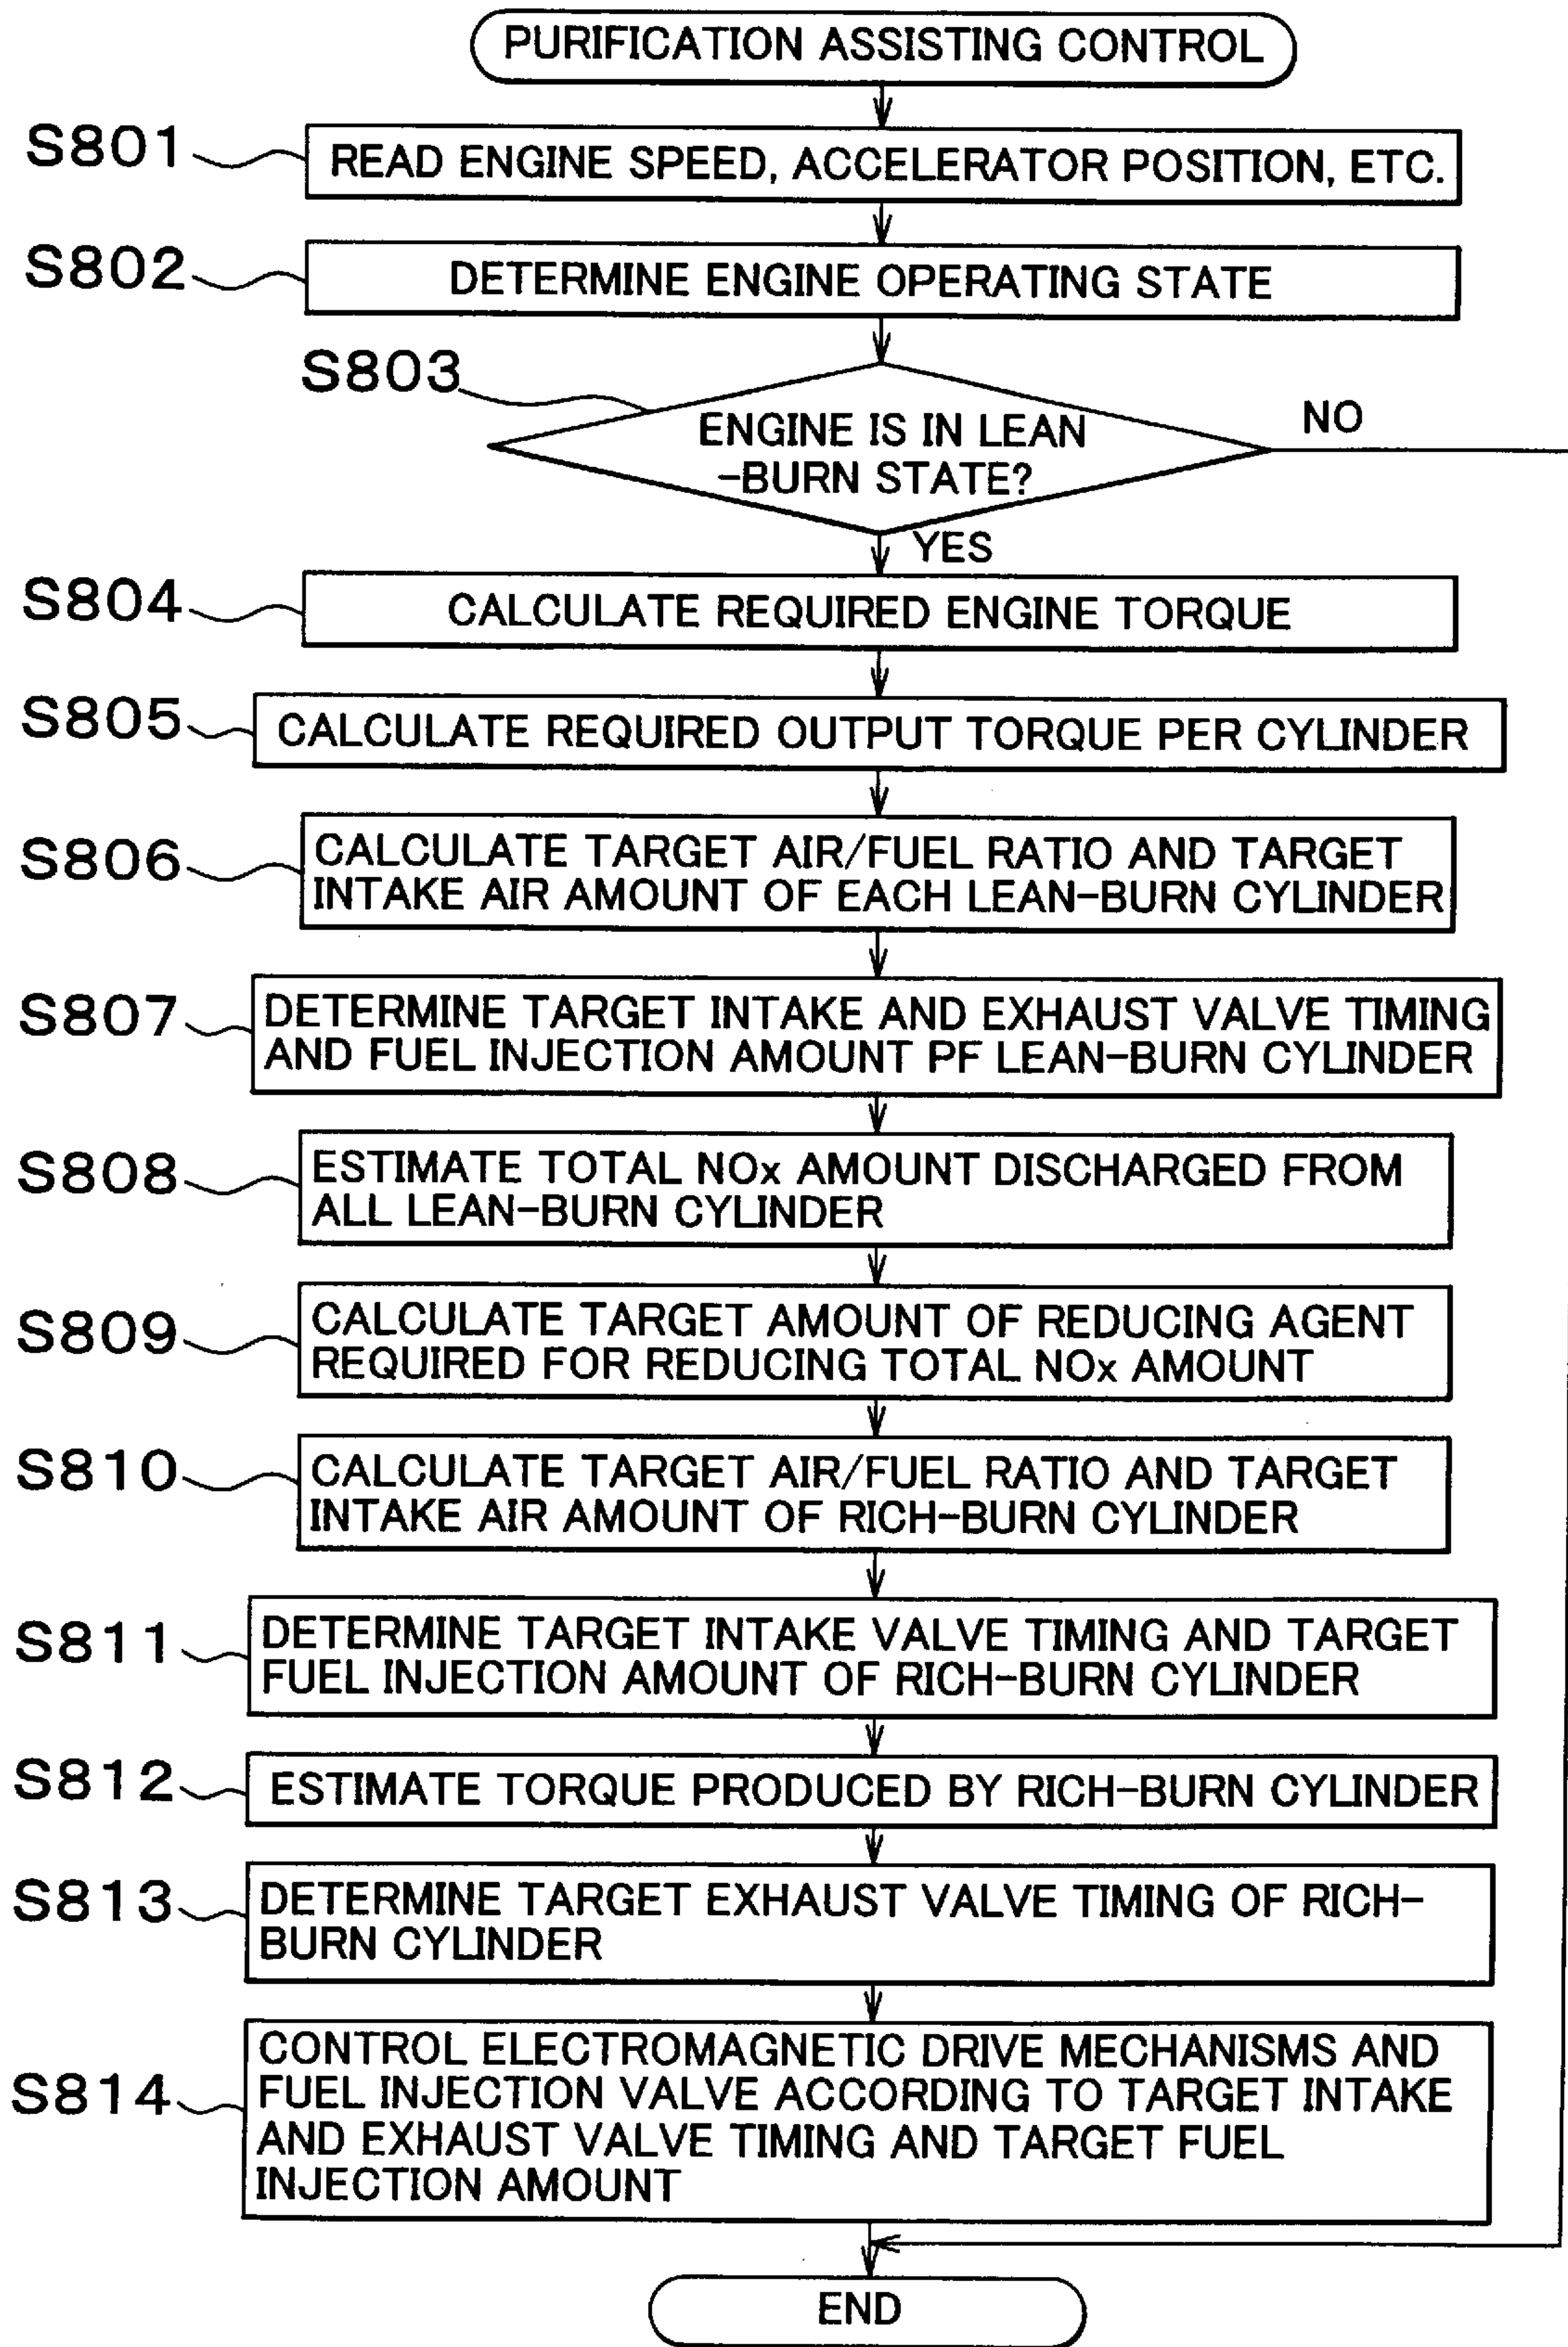 PURIFICATION ASSISTING CONTROL
S801
READ ENGINE SPEED, ACCELERATOR POSITION, ETC.
S802
DETERMINE ENGINE OPERATING STATE
S803
ENGINE IS IN LEAN
-BURN STATE?
NO
YES
S804
CALCULATE REQUIRED ENGINE TORQUE
S805
CALCULATE REQUIRED OUTPUT TORQUE PER CYLINDER
S806
CALCULATE TARGET AIR/FUEL RATIO AND TARGET
INTAKE AIR AMOUNT OF EACH LEAN-BURN CYLINDER
S807
DETERMINE TARGET INTAKE AND EXHAUST VALVE TIMING
AND FUEL INJECTION AMOUNT PF LEAN-BURN CYLINDER
S808
ESTIMATE TOTAL NOx AMOUNT DISCHARGED FROM
ALL LEAN-BURN CYLINDER
S809
CALCULATE TARGET AMOUNT OF REDUCING AGENT
REQUIRED FOR REDUCING TOTAL NOx AMOUNT
S810
CALCULATE TARGET AIR/FUEL RATIO AND TARGET
INTAKE AIR AMOUNT OF RICH-BURN CYLINDER
S811
DETERMINE TARGET INTAKE VALVE TIMING AND TARGET
FUEL INJECTION AMOUNT OF RICH-BURN CYLINDER
S812
ESTIMATE TORQUE PRODUCED BY RICH-BURN CYLINDER
S813
DETERMINE TARGET EXHAUST VALVE TIMING OF RICH-
BURN CYLINDER
S814
CONTROL ELECTROMAGNETIC DRIVE MECHANISMS AND
FUEL INJECTION VALVE ACCORDING TO TARGET INTAKE
AND EXHAUST VALVE TIMING AND TARGET FUEL
INJECTION AMOUNT
END